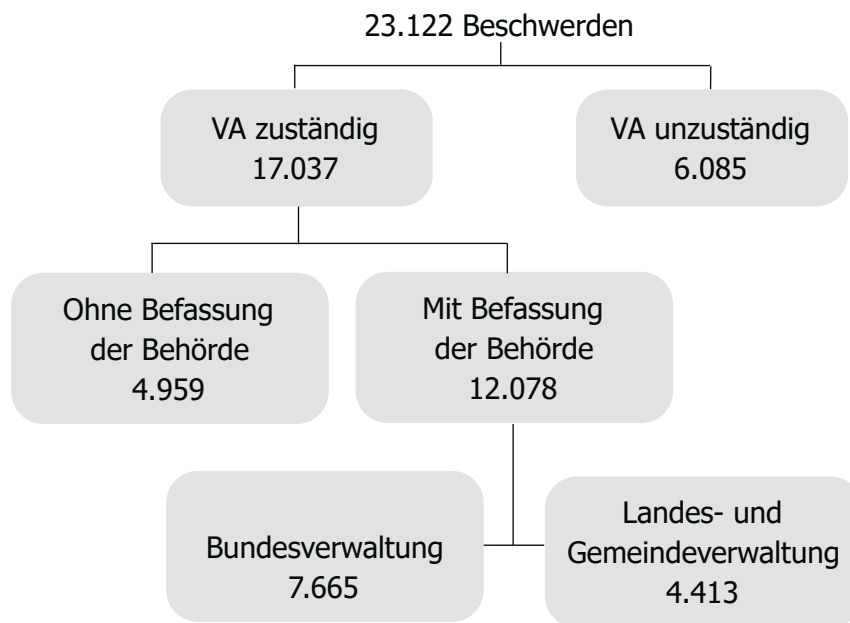 23.122 Beschwerden
VA zuständig
17.037
VA unzuständig
6.085
Ohne Befassung
der Behörde
4.959
Mit Befassung
der Behörde
12.078
Bundesverwaltung
7.665
Landes- und
Gemeindeverwaltung
4.413